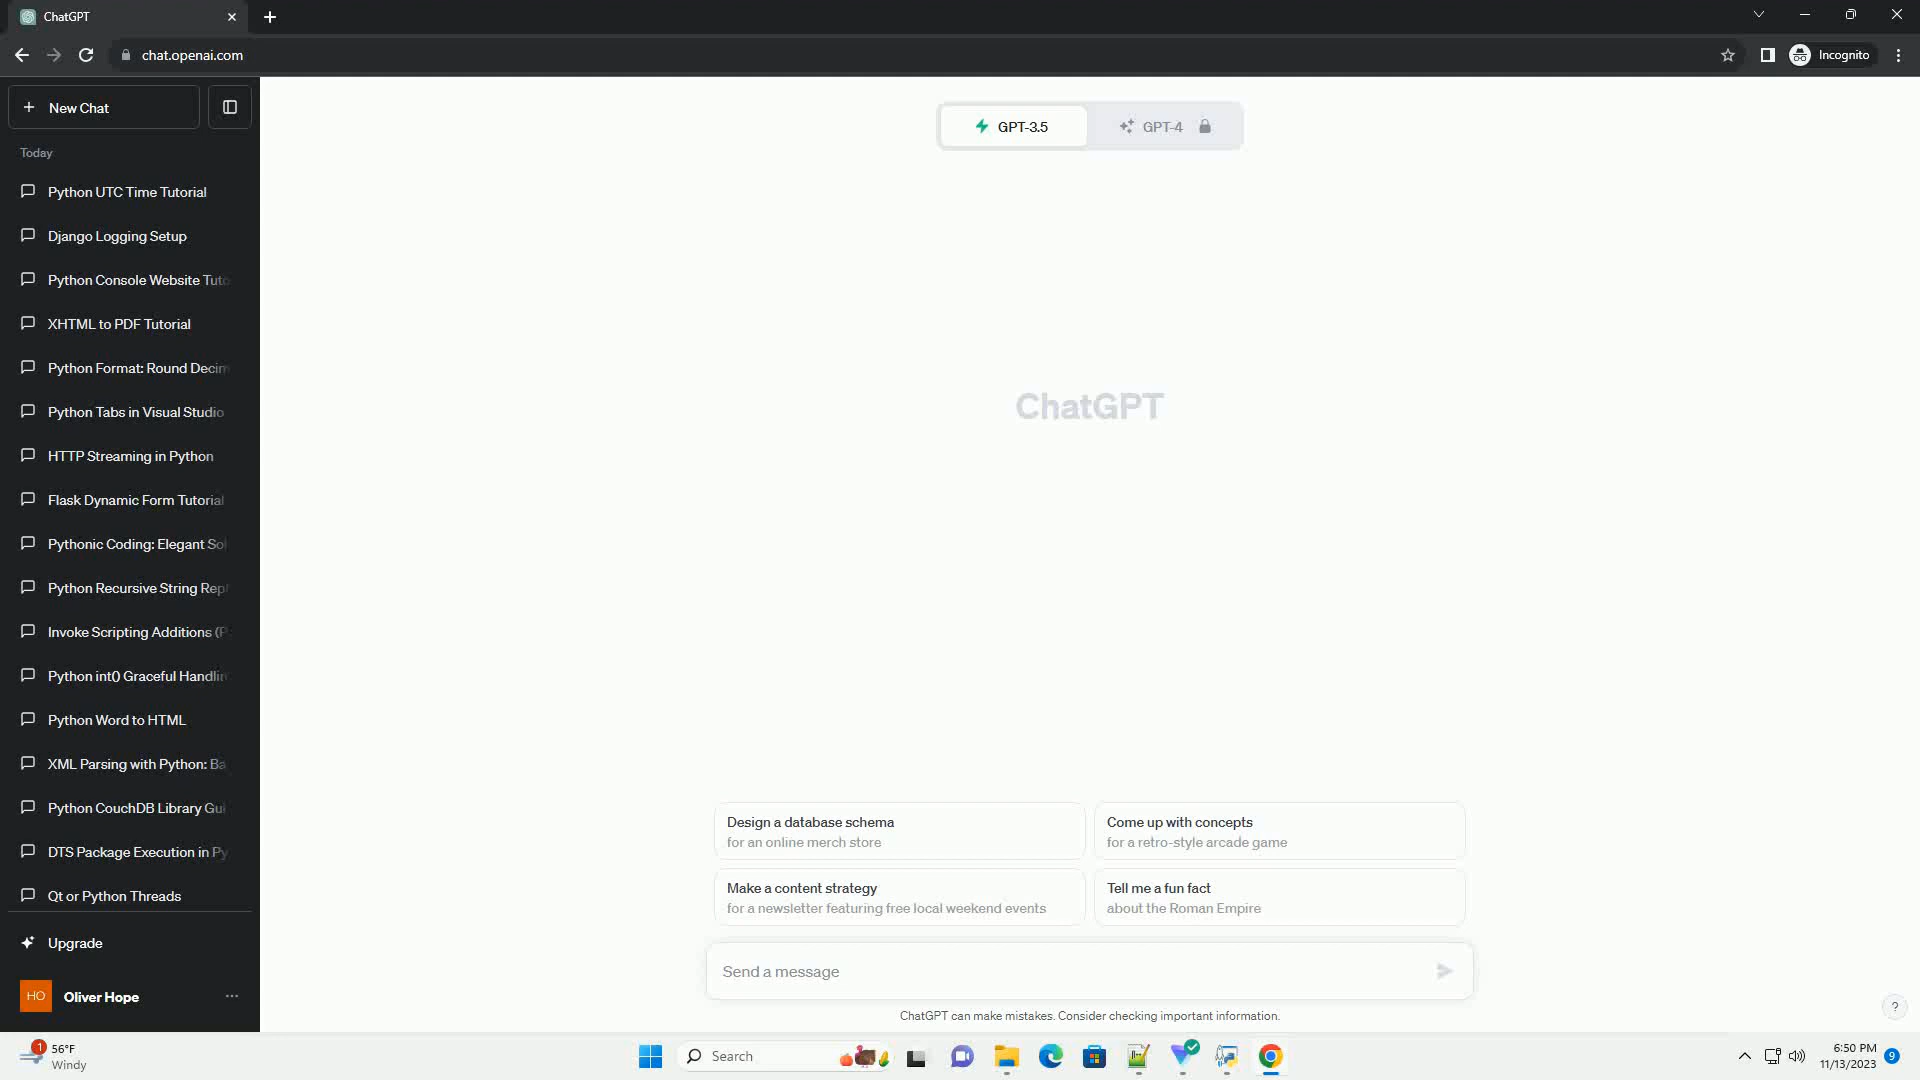 ChatGPT
chat.openai.com
Incognito
New Chat
Today
Python UTC Time Tutorial
Django Logging Setup
Python Console Website Tuto
XHTML to PDF Tutorial
Python Format: Round Decim
Python Tabs in Visual Studio
HTTP Streaming in Python
Flask Dynamic Form Tutorial
Pythonic Coding: Elegant Sol
Python Recursive String Repl
Invoke Scripting Additions (P
Python int() Graceful Handlin
Python Word to HTML
XML Parsing with Python: Ba
Python CouchDB Library Gui
DTS Package Execution in Py
Qt or Python Threads
Upgrade
HO Oliver Hope
GPT-3.5 GPT-4
ChatGPT
Design a database schema
for an online merch store
Come up with concepts
for a retro-style arcade game
Make a content strategy
for a newsletter featuring free local weekend events
Tell me a fun fact
about the Roman Empire
Send a message
ChatGPT can make mistakes. Consider checking important information.
?
1
56°F
Windy
Search
6:50 PM
11/13/2023
9